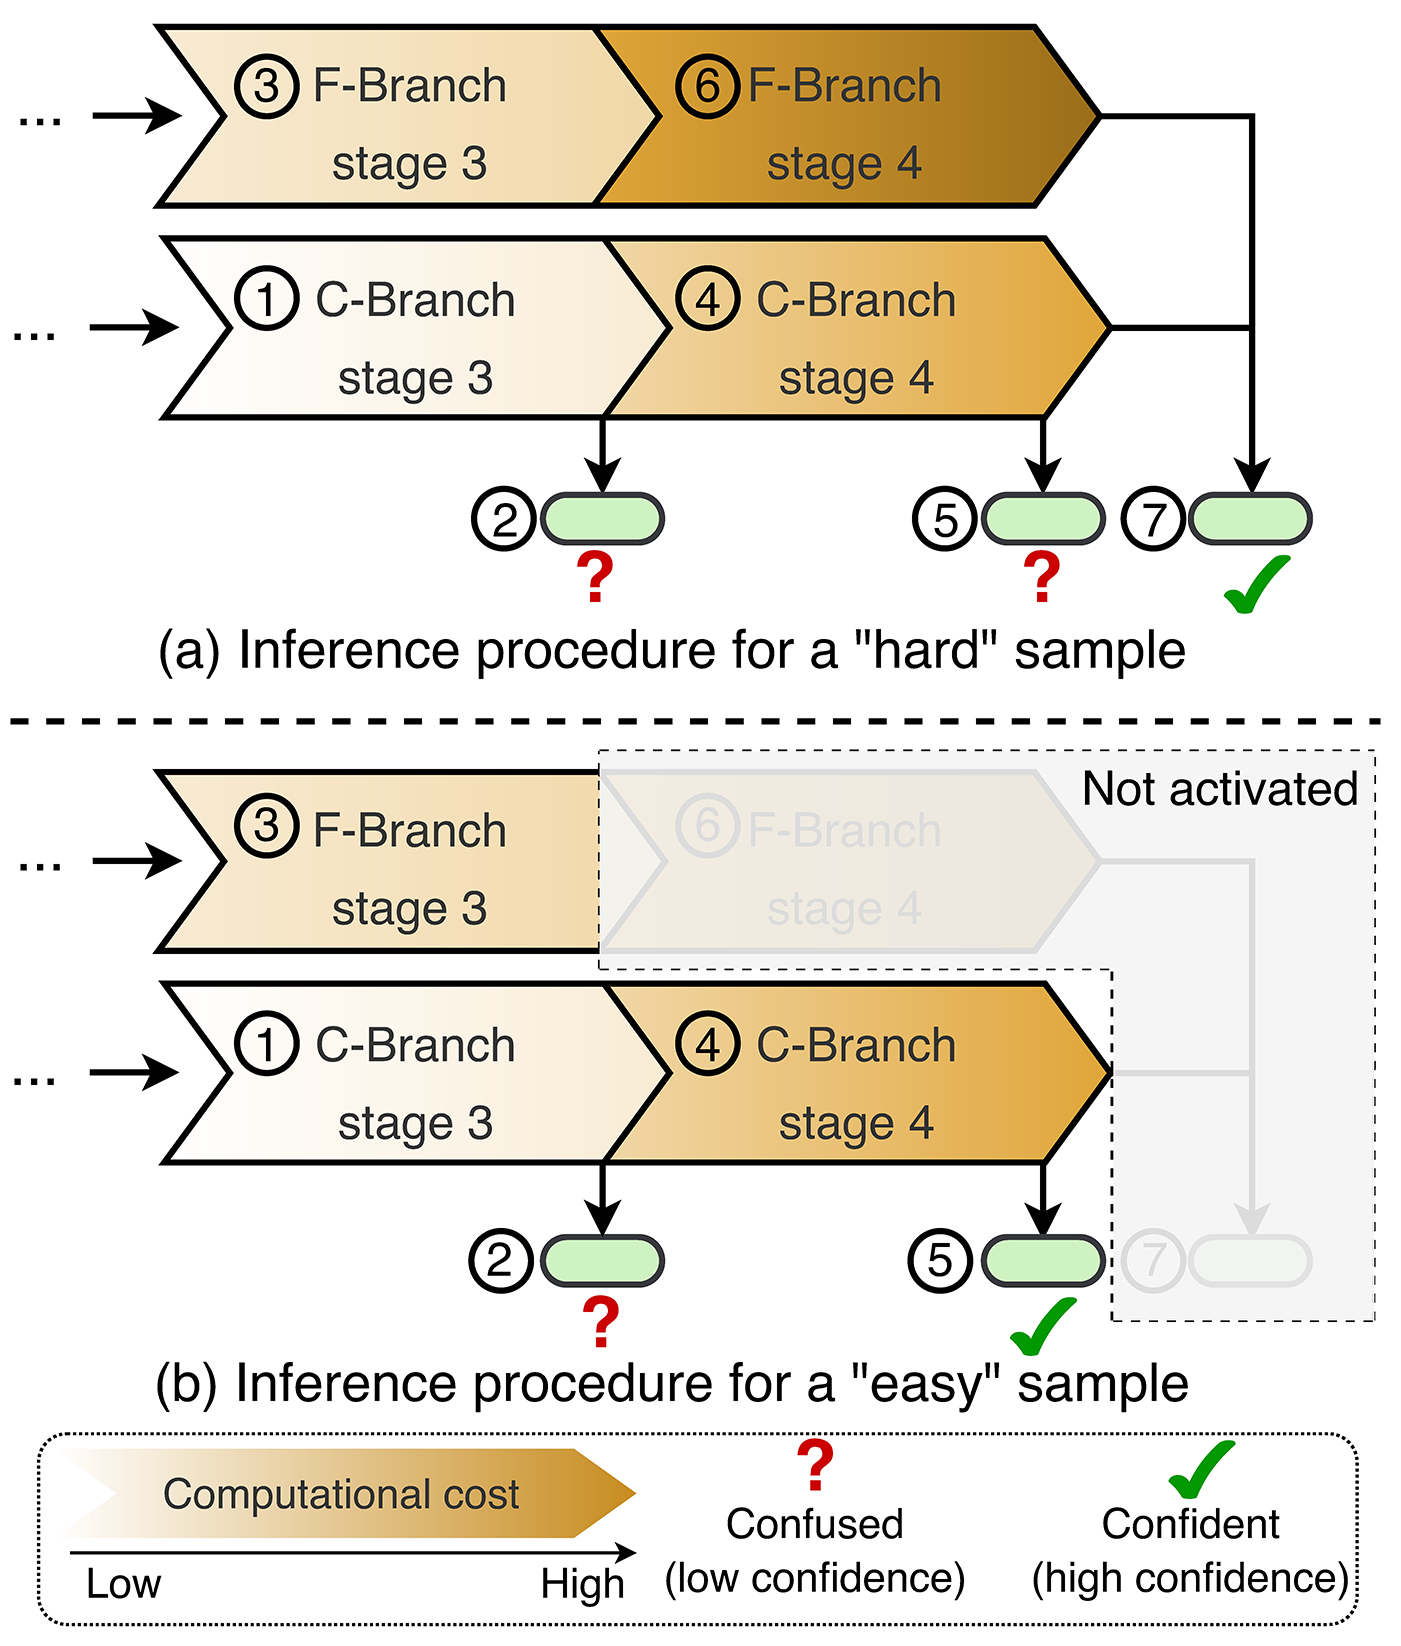 ③ F-Branch
stage 3
⑥ F-Branch
stage 4
...
① C-Branch
stage 3
④ C-Branch
stage 4
...
②
⑤
⑦
?
?
(a) Inference procedure for a "hard" sample
Not activated
③ F-Branch
stage 3
⑥ F-Branch
stage 4
...
① C-Branch
stage 3
④ C-Branch
stage 4
...
②
⑤
⑦
?
(b) Inference procedure for a "easy" sample
Computational cost
Low
High
?
Confused
(low confidence)
Confident
(high confidence)